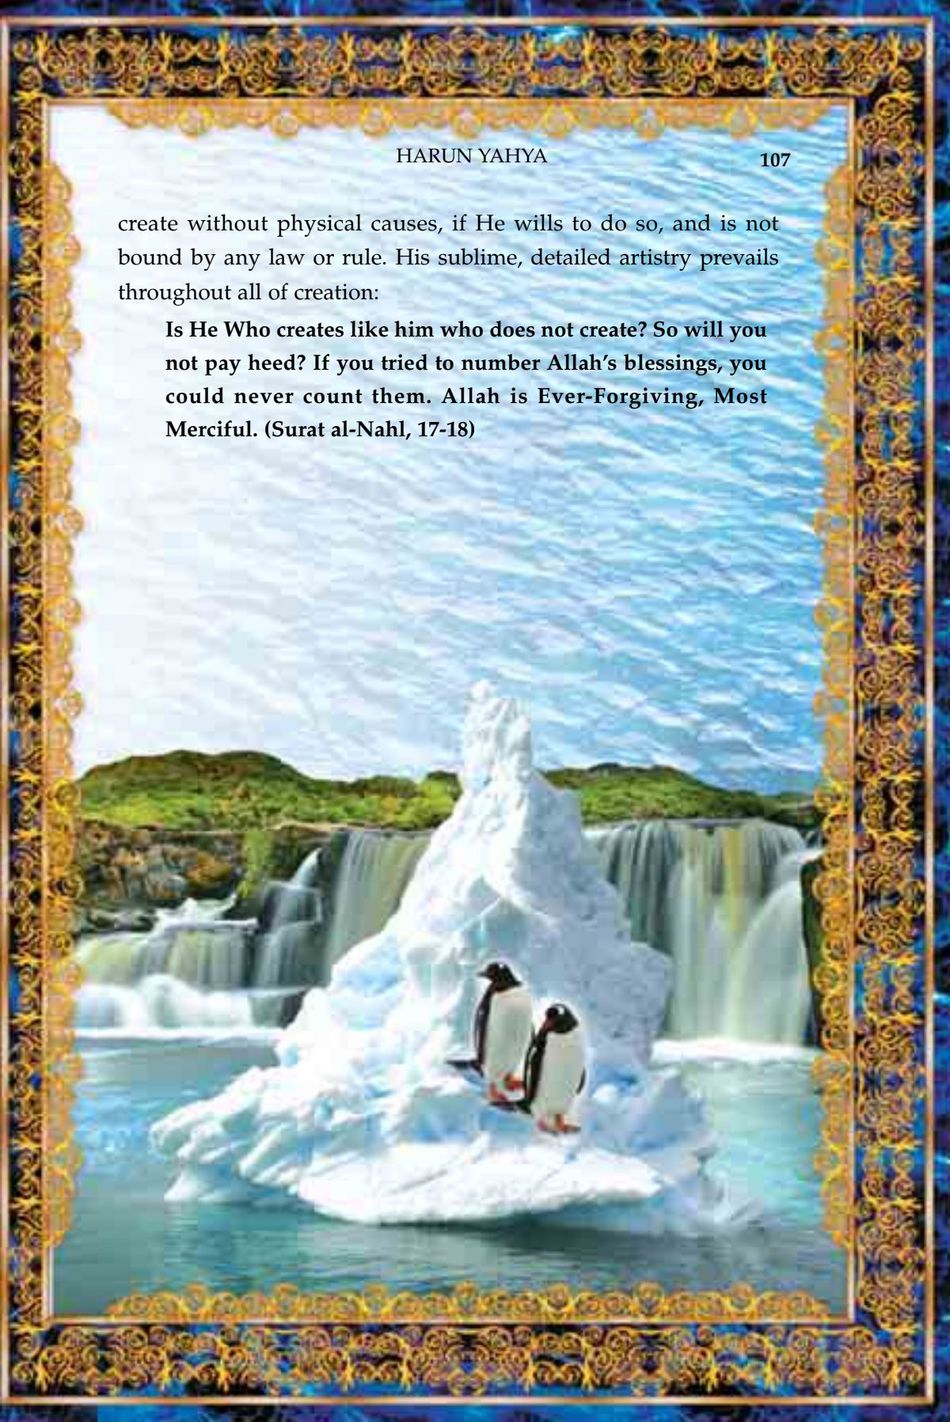 HARUN YAHYA
107
create without physical causes, if He wills to do so, and is not
bound by any law or rule. His sublime, detailed artistry prevails
throughout all of creation:
Is He Who creates like him who does not create? So will you
not pay heed? If you tried to number Allah’s blessings, you
could never count them. Allah is Ever-Forgiving, Most
Merciful. (Surat al-Nahl, 17-18)